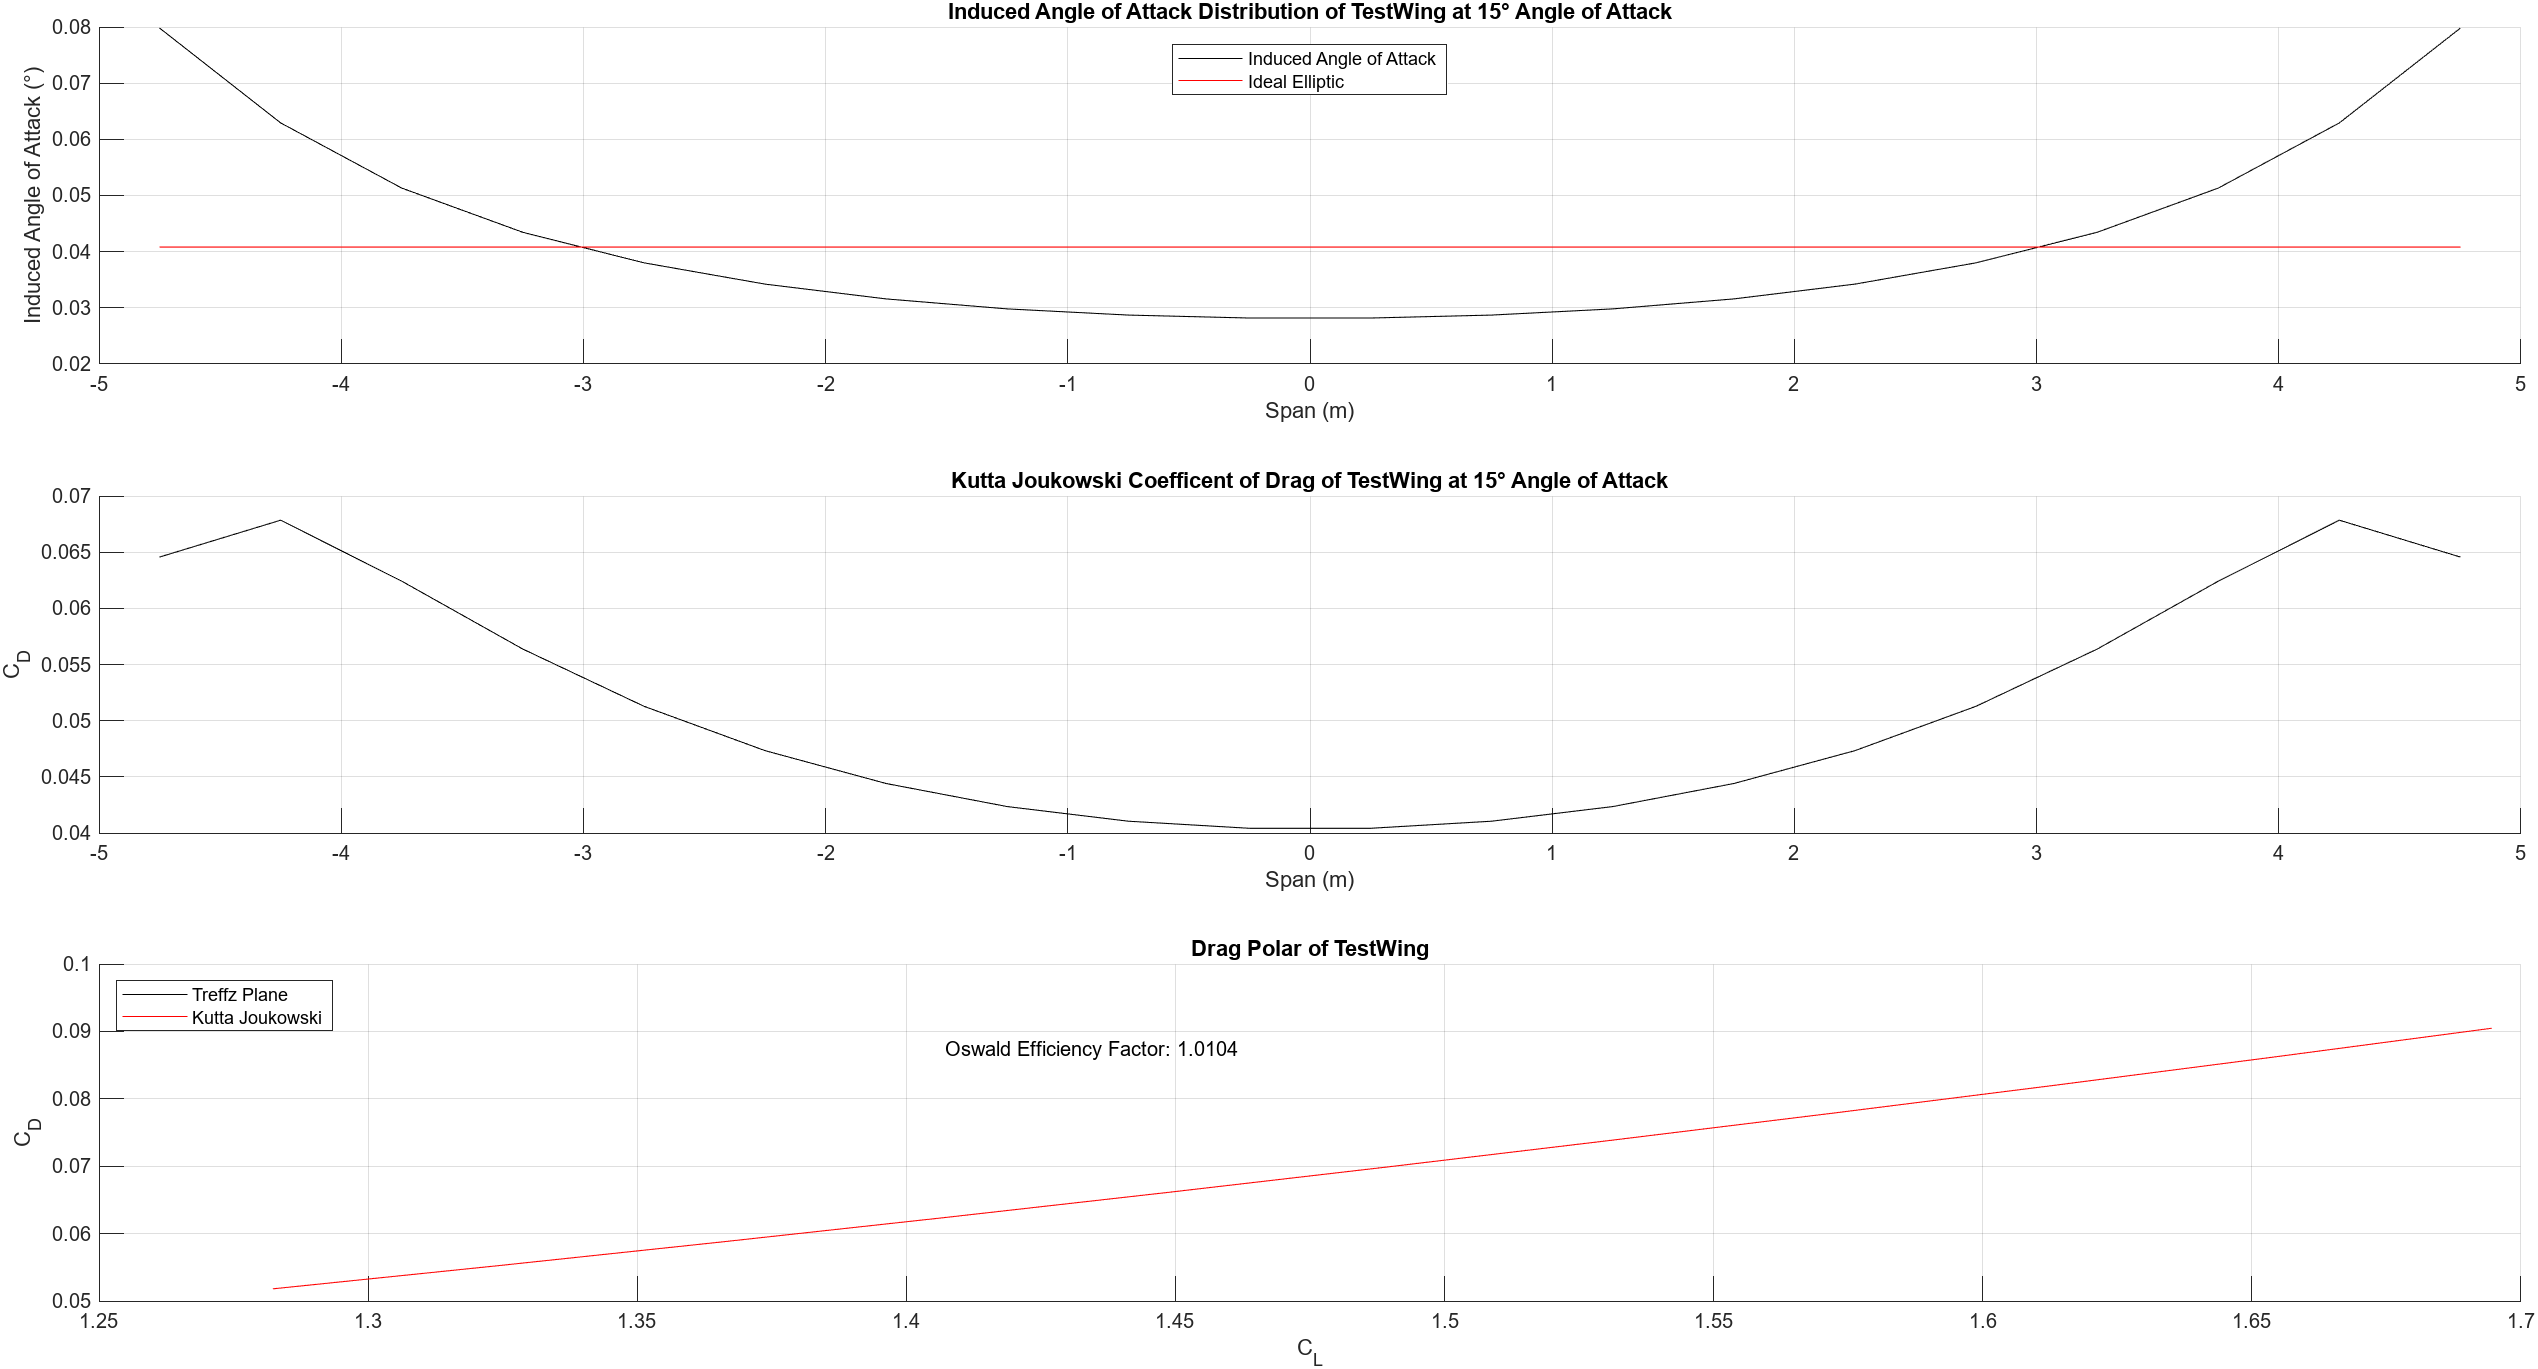 Induced Angle of Attack Distribution of TestWing at 15° Angle of Attack
0.08
0.07
0.06
0.05
0.04
0.03
0.02
Induced Angle of Attack (°)
Induced Angle of Attack
Ideal Elliptic
-5 -4 -3 -2 -1 0 1 2 3 4 5
Span (m)
Kutta Joukowski Coefficent of Drag of TestWing at 15° Angle of Attack
0.07
0.065
0.06
0.055
0.05
0.045
0.04
C_D
-5 -4 -3 -2 -1 0 1 2 3 4 5
Span (m)
Drag Polar of TestWing
0.1
0.09
0.08
0.07
0.06
0.05
C_D
Treffz Plane
Kutta Joukowski
Oswald Efficiency Factor: 1.0104
1.25 1.3 1.35 1.4 1.45 1.5 1.55 1.6 1.65 1.7
C_L